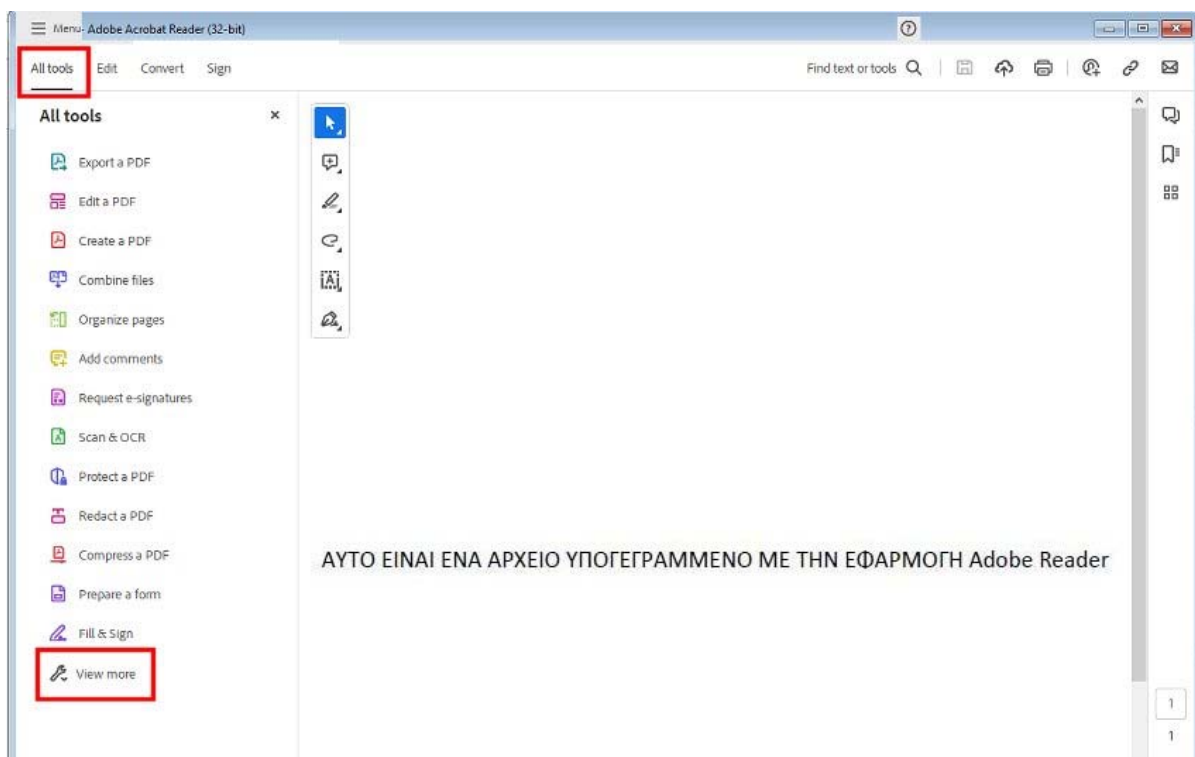 Menu - Adobe Acrobat Reader (32-bit)
All tools Edit Convert Sign Find text or tools
All tools
Export a PDF
Edit a PDF
Create a PDF
Combine files
Organize pages
Add comments
Request e-signatures
Scan & OCR
Protect a PDF
Redact a PDF
Compress a PDF
ΑΥΤΟ ΕΙΝΑΙ ΕΝΑ ΑΡΧΕΙΟ ΥΠΟΓΕΓΡΑΜΜΕΝΟ ΜΕ ΤΗΝ ΕΦΑΡΜΟΓΗ Adobe Reader
Prepare a form
Fill & Sign
View more
1
1